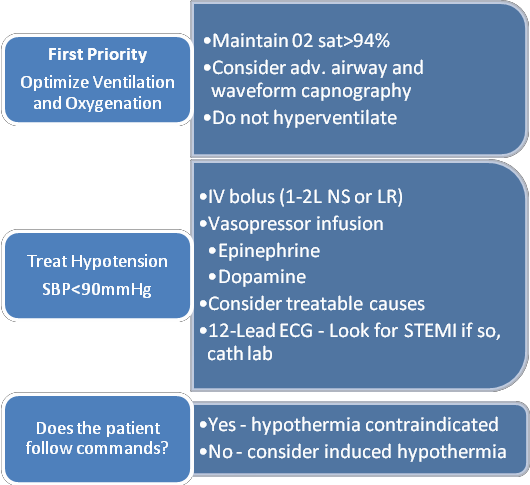 First Priority
Optimize Ventilation
and Oxygenation
•Maintain 02 sat>94%
•Consider adv. airway and
waveform capnography
•Do not hyperventilate
Treat Hypotension
SBP<90mmHg
•IV bolus (1-2L NS or LR)
•Vasopressor infusion
•Epinephrine
•Dopamine
•Consider treatable causes
•12-Lead ECG - Look for STEMI if so,
cath lab
Does the patient
follow commands?
•Yes - hypothermia contraindicated
•No - consider induced hypothermia